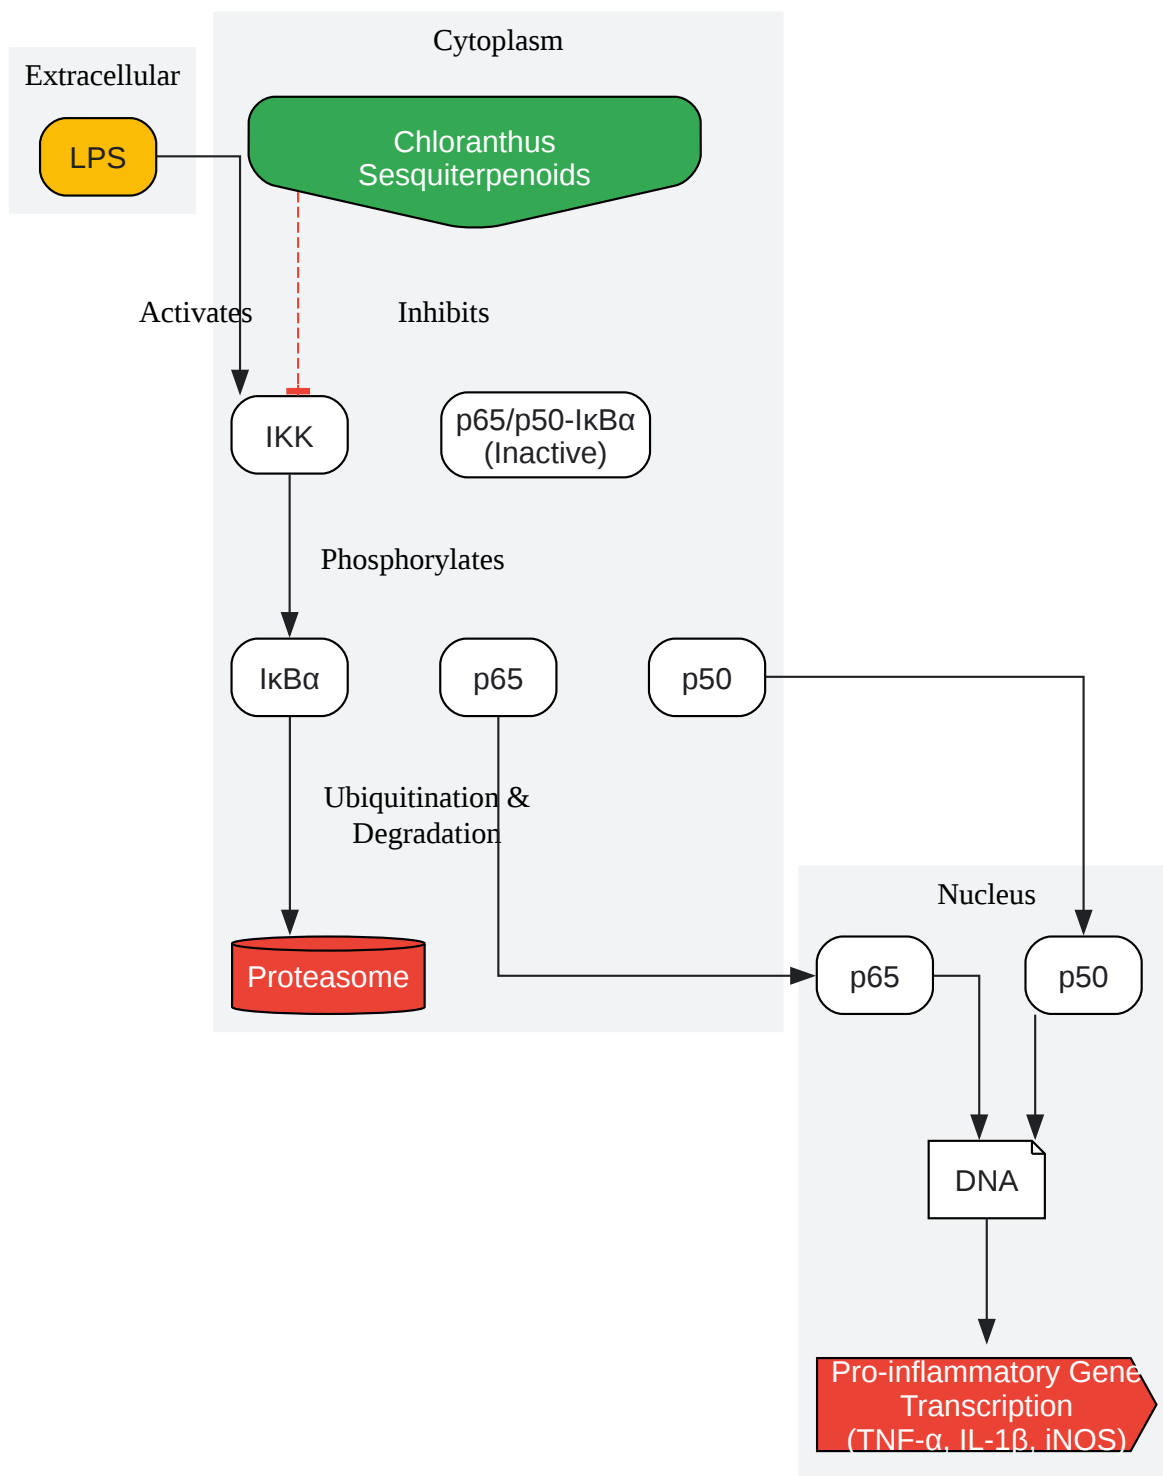 Cytoplasm
Extracellular
LPS
Chloranthus
Sesquiterpenoids
Activates
Inhibits
IKK
p65/p50-IκBα
(Inactive)
Phosphorylates
IκBα
p65
p50
Ubiquitination &
Degradation
Nucleus
Proteasome
p65
p50
DNA
Pro-inflammatory Gene
Transcription
(TNF-α, IL-1β, iNOS)